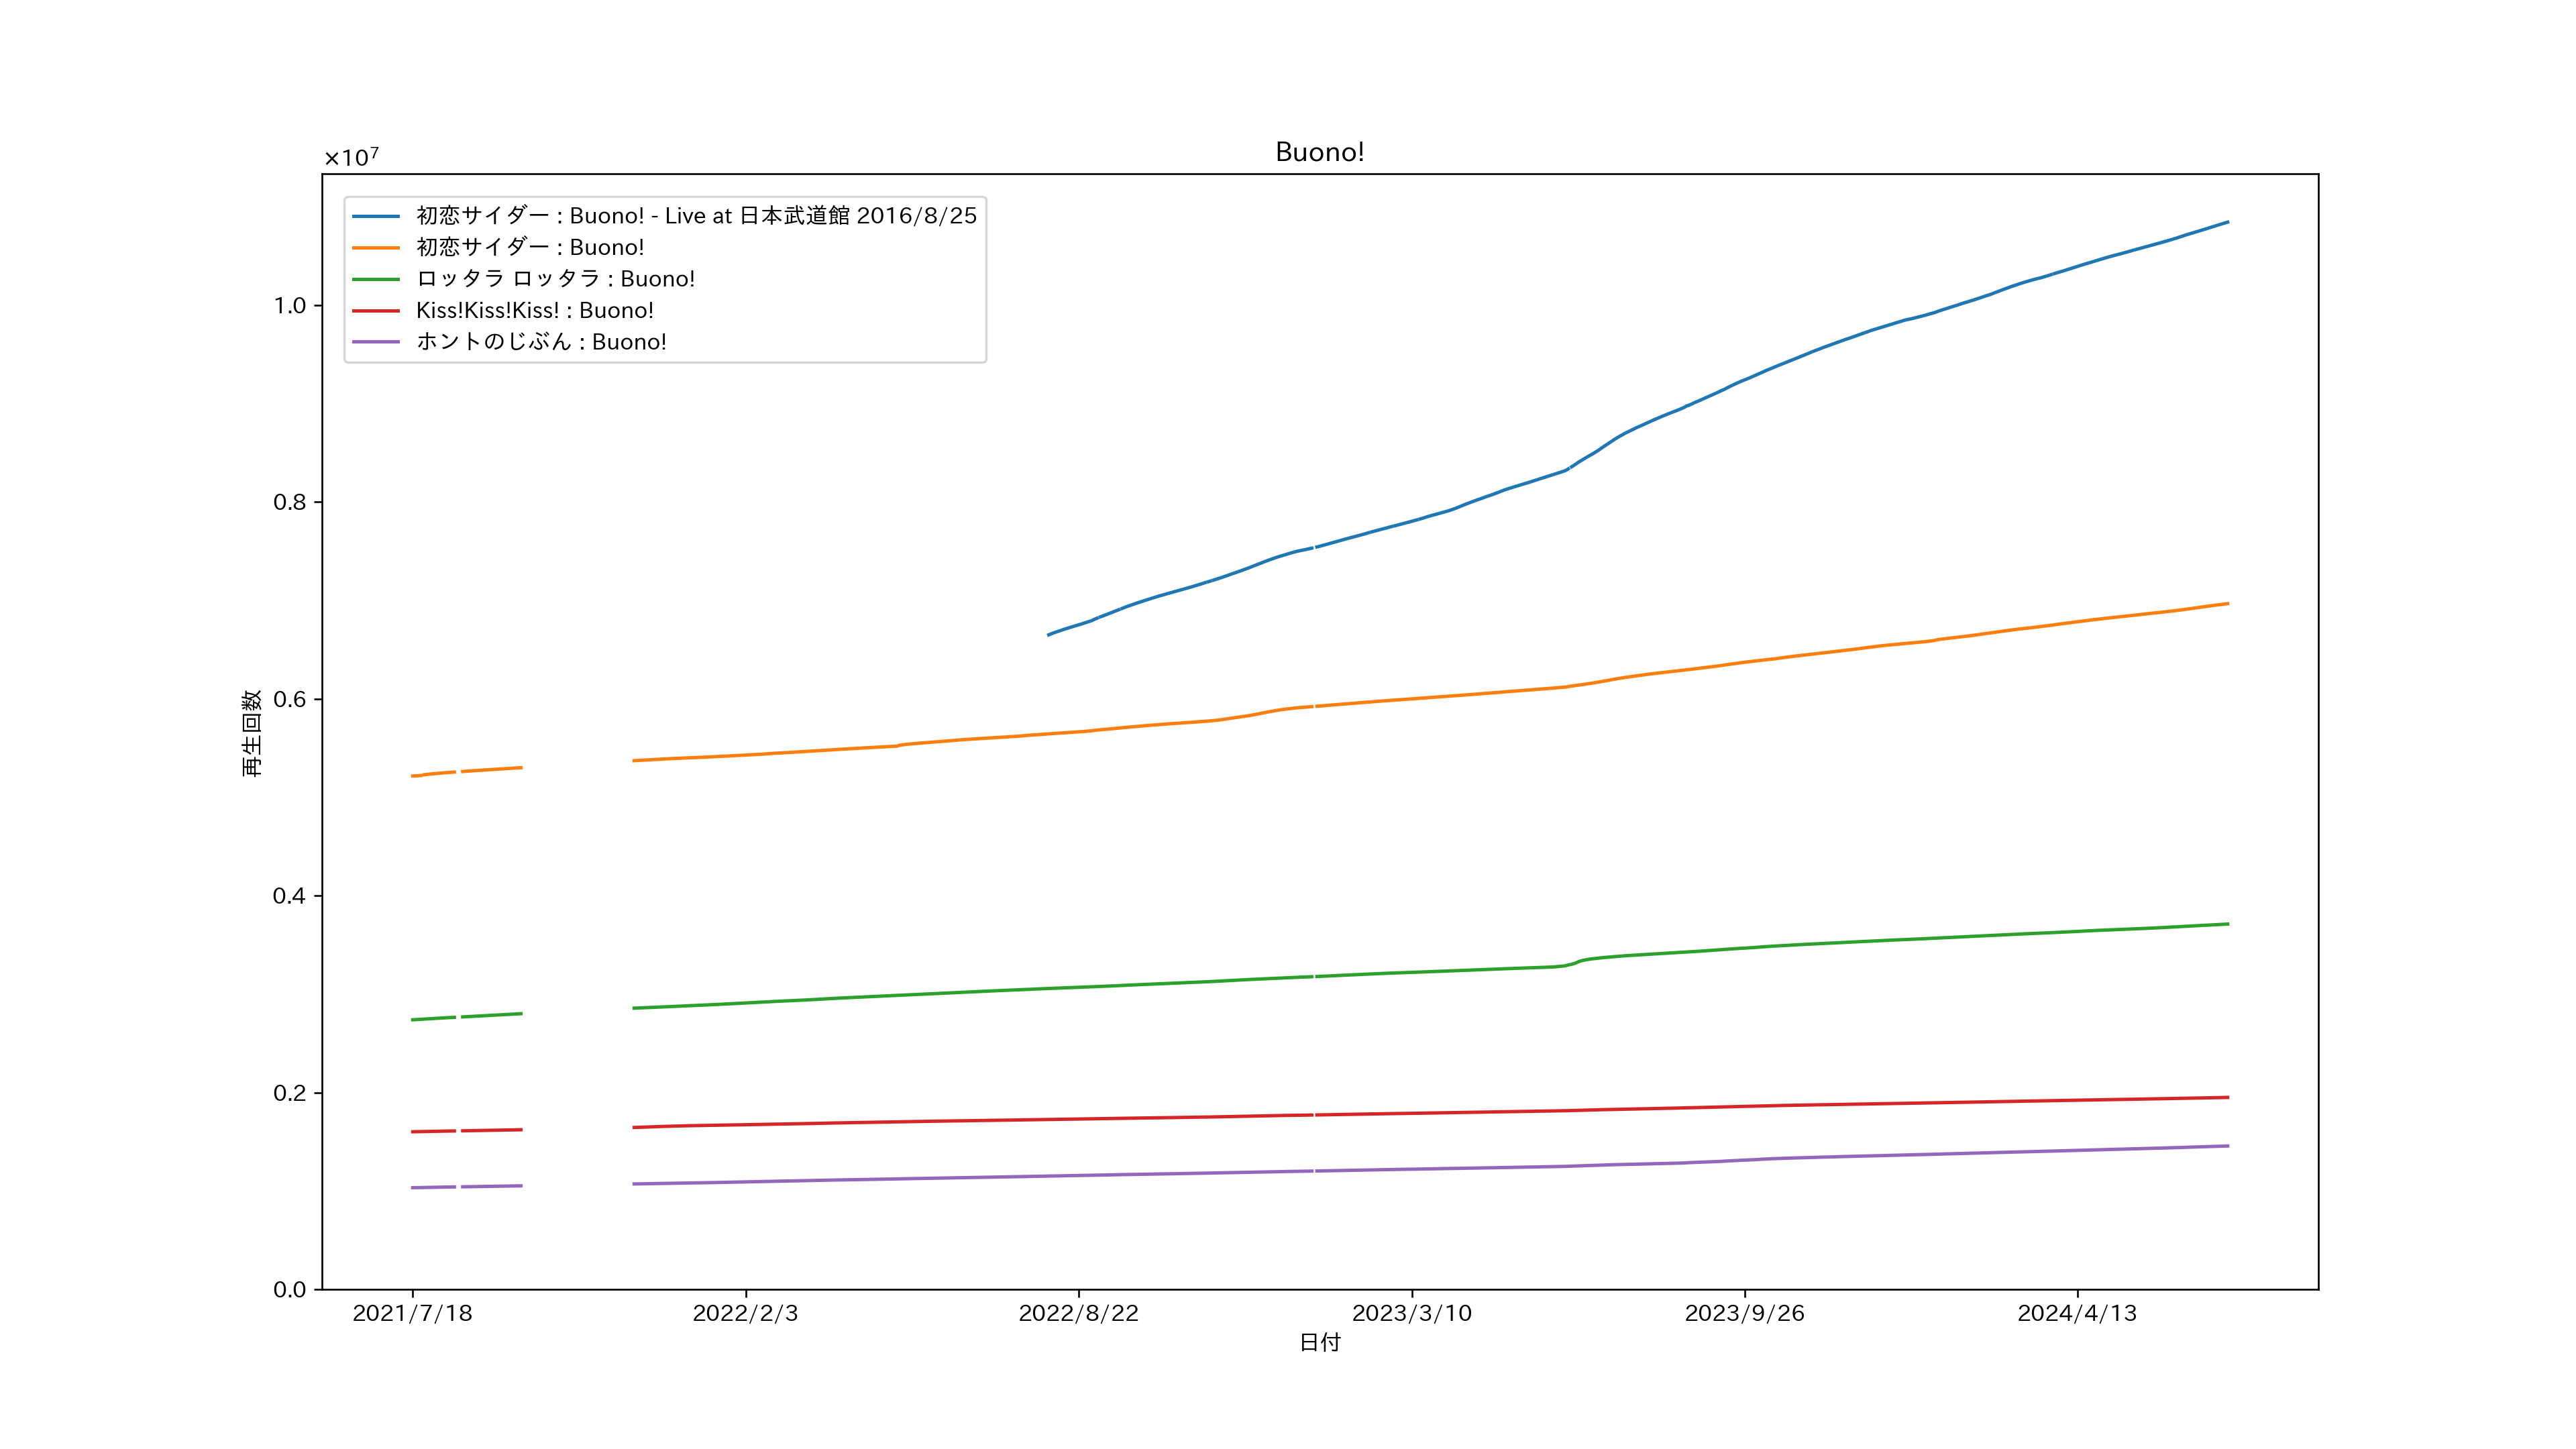 Buono!
×10⁷
初恋サイダー : Buono! - Live at 日本武道館 2016/8/25
初恋サイダー : Buono!
ロッタラ ロッタラ : Buono!
Kiss!Kiss!Kiss! : Buono!
ホントのじぶん : Buono!
1.0
0.8
0.6
0.4
0.2
0.0
再生回数
2021/7/18 2022/2/3 2022/8/22 2023/3/10 2023/9/26 2024/4/13
日付